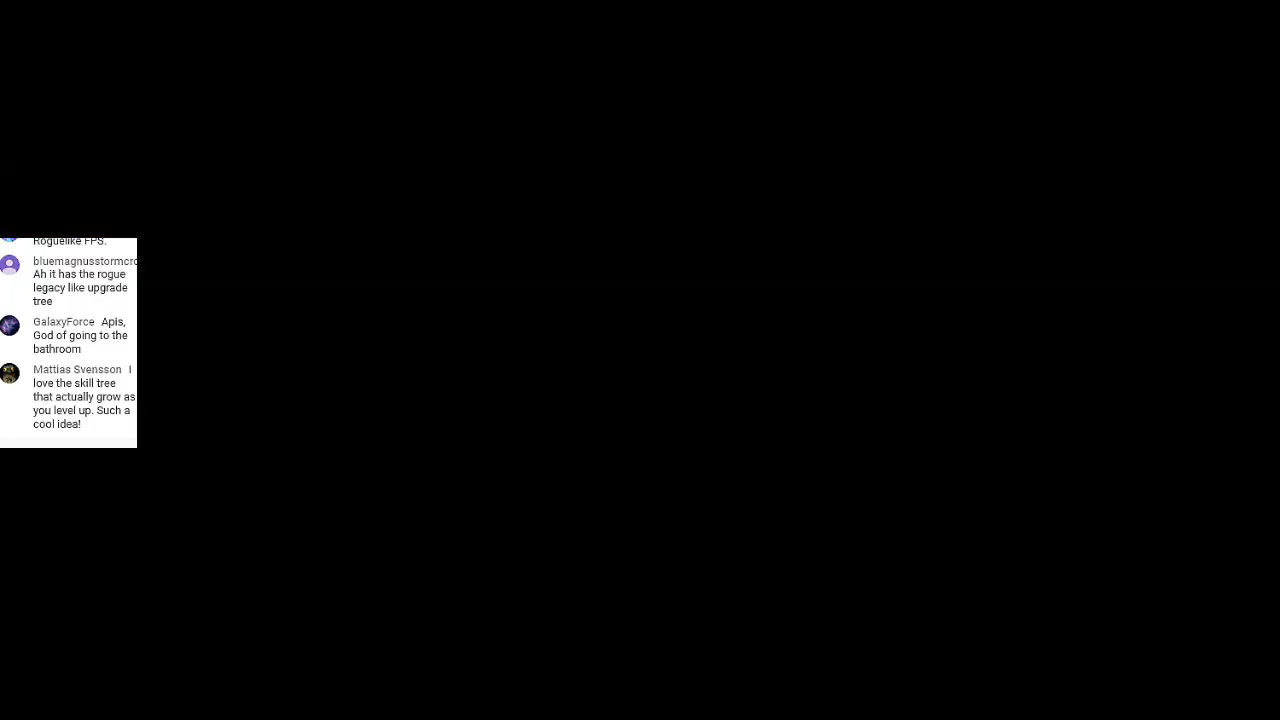 Roguelike FPS.
bluemagnusstormcro
Ah it has the rogue
legacy like upgrade
tree
GalaxyForce Apis,
God of going to the
bathroom
Mattias Svensson I
love the skill tree
that actually grow as
you level up. Such a
cool idea!